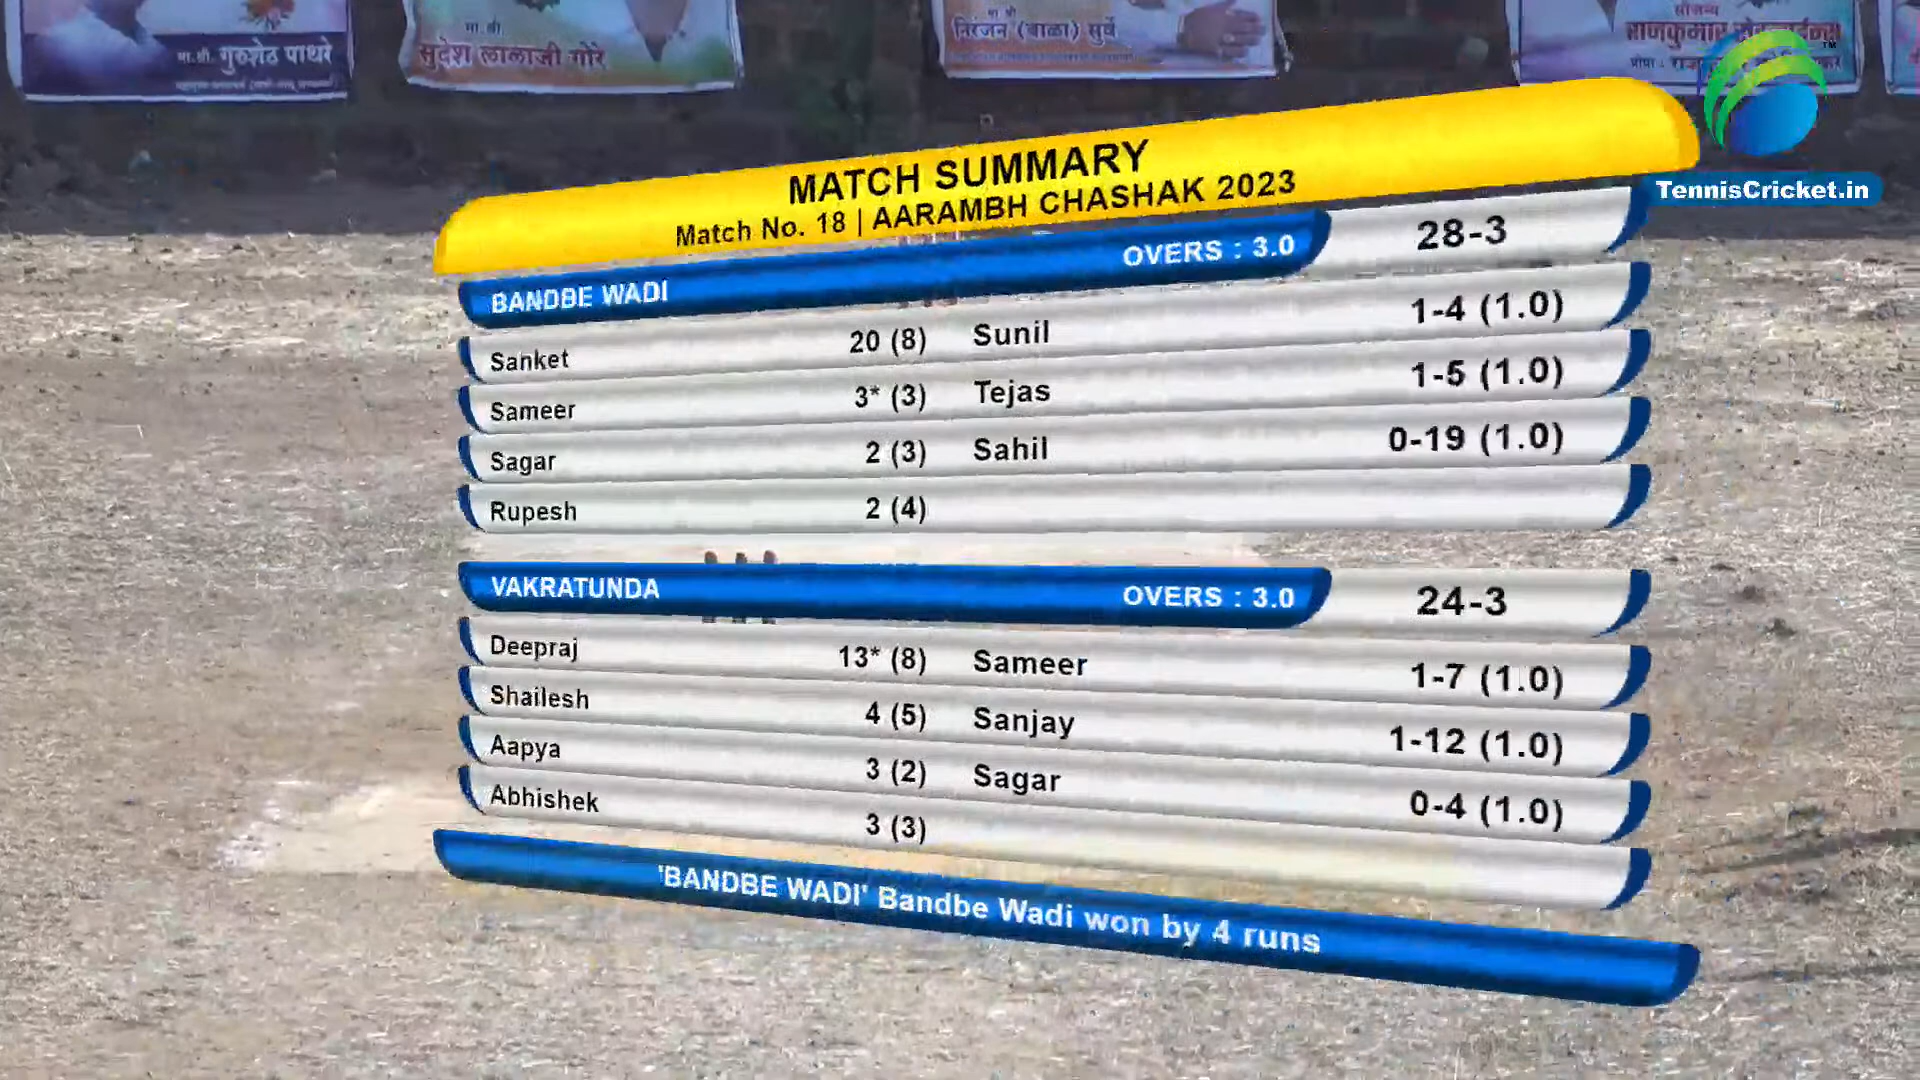 मा.श्री. गुरुशेठ पाथरे
मा.श्री.
सुदेश लालाजी गोरे
मा श्री
निरंजन (बाळा) सुर्वे
सौजन्य
राजकुमार
प्रोप्रा :
TM
TennisCricket.in
MATCH SUMMARY
Match No. 18 | AARAMBH CHASHAK 2023
BANDBE WADI OVERS : 3.0 28-3
Sanket 20 (8) Sunil 1-4 (1.0)
Sameer 3* (3) Tejas 1-5 (1.0)
Sagar 2 (3) Sahil 0-19 (1.0)
Rupesh 2 (4)
VAKRATUNDA OVERS : 3.0 24-3
Deepraj 13* (8) Sameer 1-7 (1.0)
Shailesh 4 (5) Sanjay 1-12 (1.0)
Aapya 3 (2) Sagar 0-4 (1.0)
Abhishek 3 (3)
'BANDBE WADI' Bandbe Wadi won by 4 runs